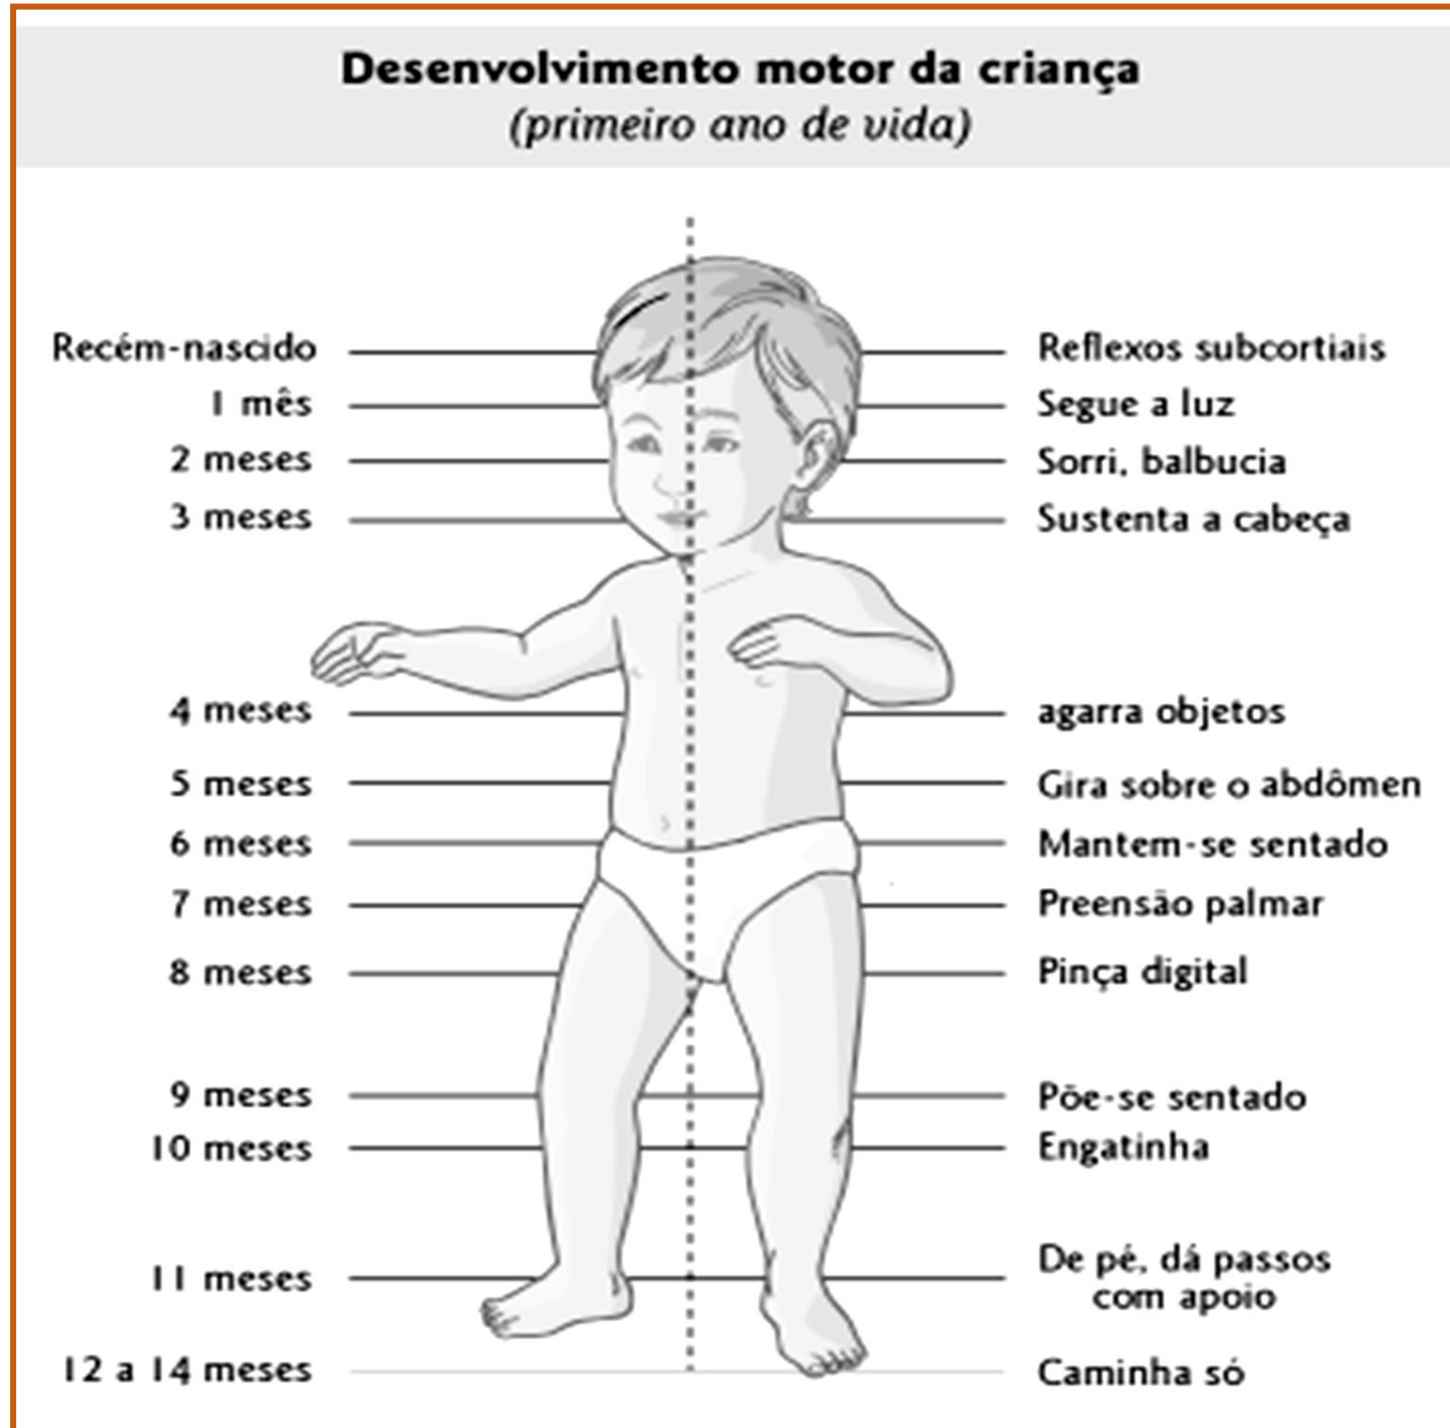 Desenvolvimento motor da criança
(primeiro ano de vida)
Recém-nascido Reflexos subcortiais
1 mês Segue a luz
2 meses Sorri, balbucia
3 meses Sustenta a cabeça
4 meses agarra objetos
5 meses Gira sobre o abdômen
6 meses Mantem-se sentado
7 meses Preensão palmar
8 meses Pinça digital
9 meses Põe-se sentado
10 meses Engatinha
11 meses De pé, dá passos
com apoio
12 a 14 meses Caminha só